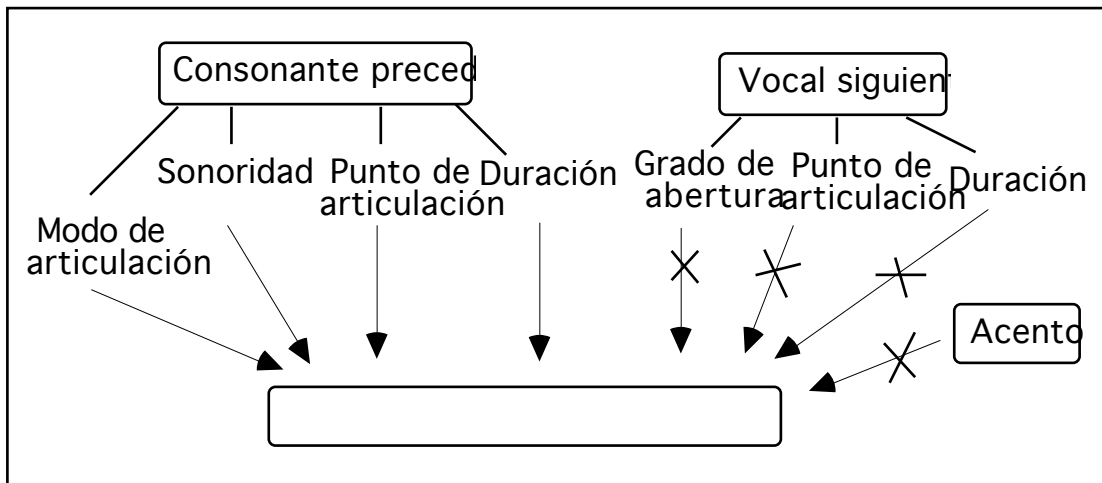 Consonante preced
Vocal siguien
Sonoridad
Punto de
articulación
Duración
Modo de
articulación
Grado de
abertura
Punto de
articulación
Duración
Acento